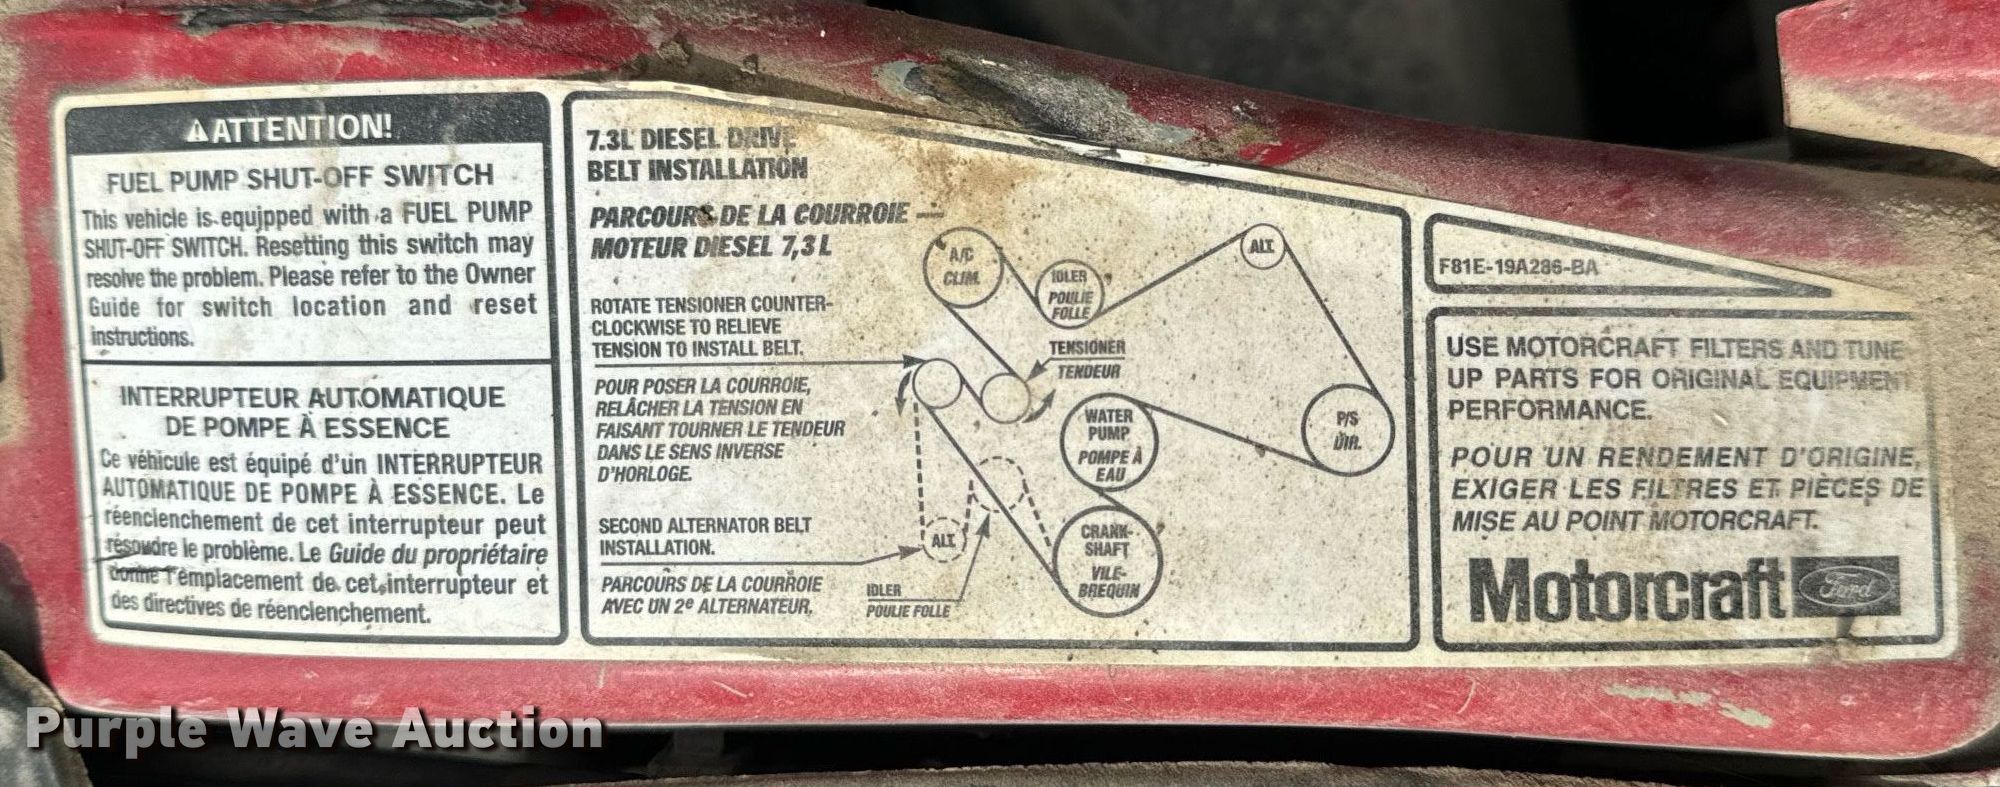 ATTENTION!
FUEL PUMP SHUT-OFF SWITCH
This vehicle is equipped with a FUEL PUMP
SHUT-OFF SWITCH. Resetting this switch may
resolve the problem. Please refer to the Owner
Guide for switch location and reset
instructions.
INTERRUPTEUR AUTOMATIQUE
DE POMPE À ESSENCE
Ce véhicule est équipé d'un INTERRUPTEUR
AUTOMATIQUE DE POMPE À ESSENCE. Le
réenclenchement de cet interrupteur peut
résoudre le problème. Le Guide du propriétaire
donne l'emplacement de cet interrupteur et
des directives de réenclenchement.
7.3L DIESEL DRIVE
BELT INSTALLATION
PARCOURS DE LA COURROIE —
MOTEUR DIESEL 7,3 L
ROTATE TENSIONER COUNTER-
CLOCKWISE TO RELIEVE
TENSION TO INSTALL BELT.
POUR POSER LA COURROIE,
RELÂCHER LA TENSION EN
FAISANT TOURNER LE TENDEUR
DANS LE SENS INVERSE
D'HORLOGE.
SECOND ALTERNATOR BELT
INSTALLATION.
PARCOURS DE LA COURROIE
AVEC UN 2e ALTERNATEUR.
A/C
CLIM.
IDLER
POULIE
FOLLE
ALT.
TENSIONER
TENDEUR
WATER
PUMP
POMPE À
EAU
P/S
DIR.
ALT.
CRANK-
SHAFT
VILE-
BREQUIN
IDLER
POULIE FOLLE
F81E-19A286-BA
USE MOTORCRAFT FILTERS AND TUNE
UP PARTS FOR ORIGINAL EQUIPMENT
PERFORMANCE.
POUR UN RENDEMENT D'ORIGINE,
EXIGER LES FILTRES ET PIÈCES DE
MISE AU POINT MOTORCRAFT.
Motorcraft Ford
Purple Wave Auction